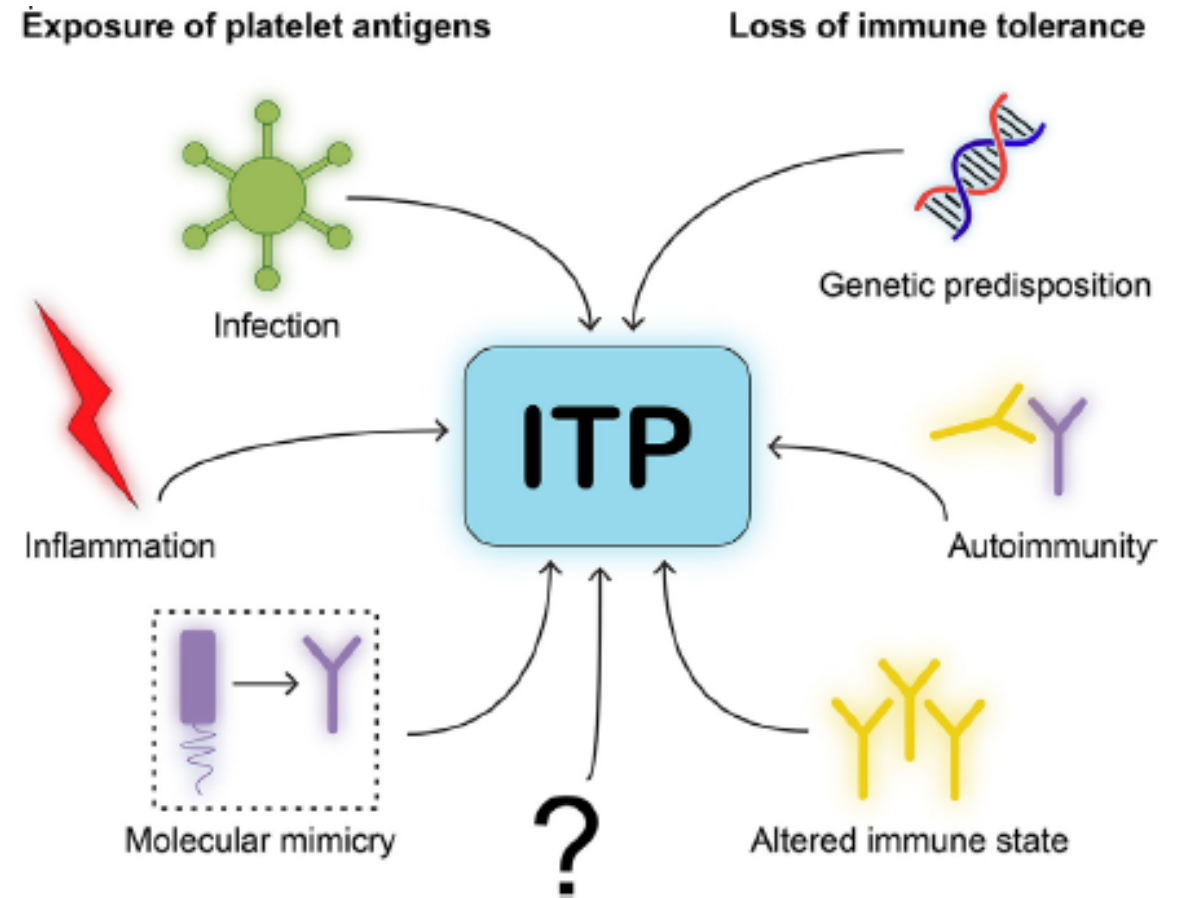 Exposure of platelet antigens
Loss of immune tolerance
Infection
Genetic predisposition
ITP
Inflammation
Autoimmunity
Molecular mimicry
?
Altered immune state